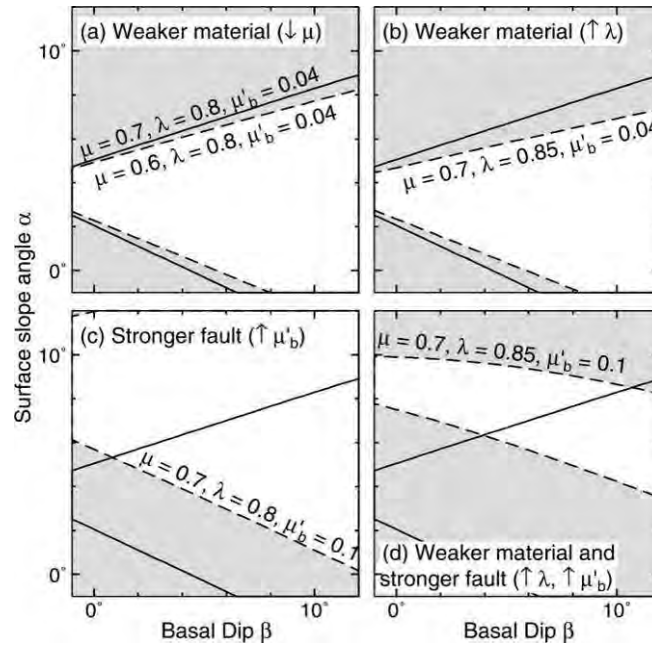 (a) Weaker material (↓ μ)
μ = 0.7, λ = 0.8, μ'b = 0.04
μ = 0.6, λ = 0.8, μ'b = 0.04
(b) Weaker material (↑ λ)
μ = 0.7, λ = 0.85, μ'b = 0.04
(c) Stronger fault (↑ μ'b)
μ = 0.7, λ = 0.8, μ'b = 0.1
μ = 0.7, λ = 0.85, μ'b = 0.1
(d) Weaker material and
stronger fault (↑ λ, ↑ μ'b)
10°
0°
10°
0°
Surface slope angle α
0°
10°
0°
10°
Basal Dip β
Basal Dip β